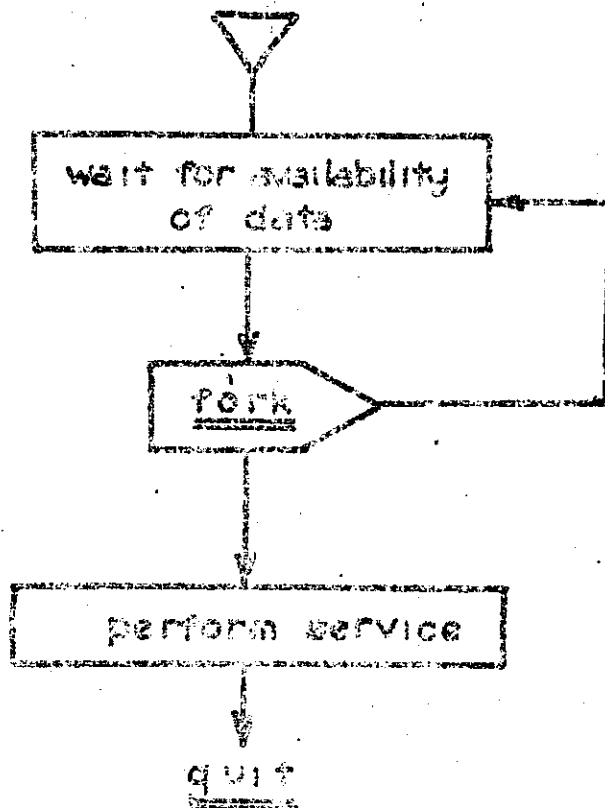 wait for availability
of data
fork
perform service
quit